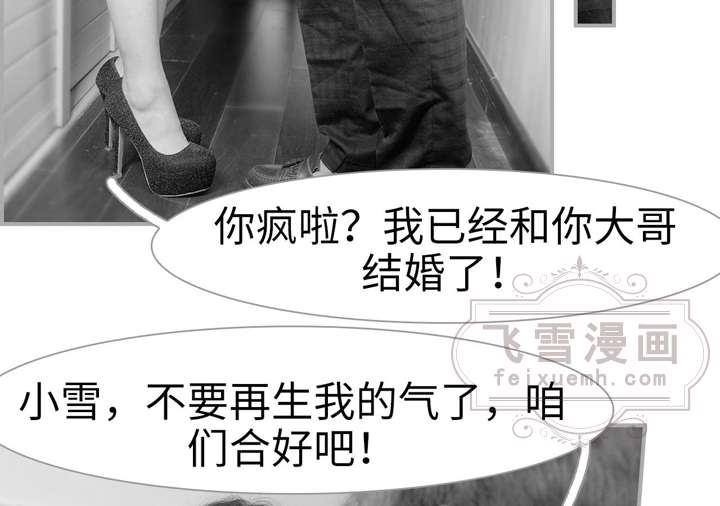 你疯啦？我已经和你大哥
结婚了！
飞雪漫画
feixuemh.com
小雪，不要再生我的气了，咱
们合好吧！